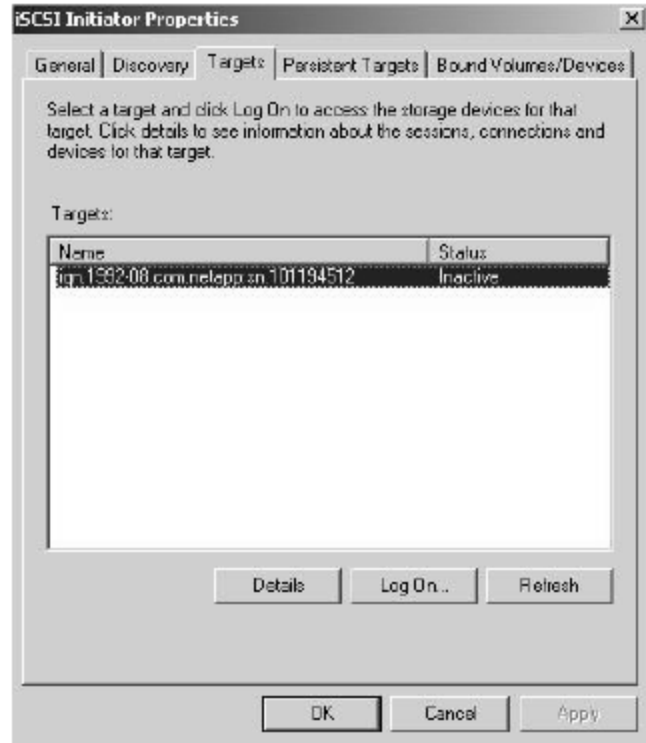 iSCSI Initiator Properties
General Discovery Targets Persistent Targets Bound Volumes/Devices
Select a target and click Log On to access the storage devices for that
target. Click details to see information about the sessions, connections and
devices for that target.
Targets:
Name Status
iqn.1992-08.com.netapp:sn.101194512 Inactive
Details Log On... Refresh
OK Cancel Apply